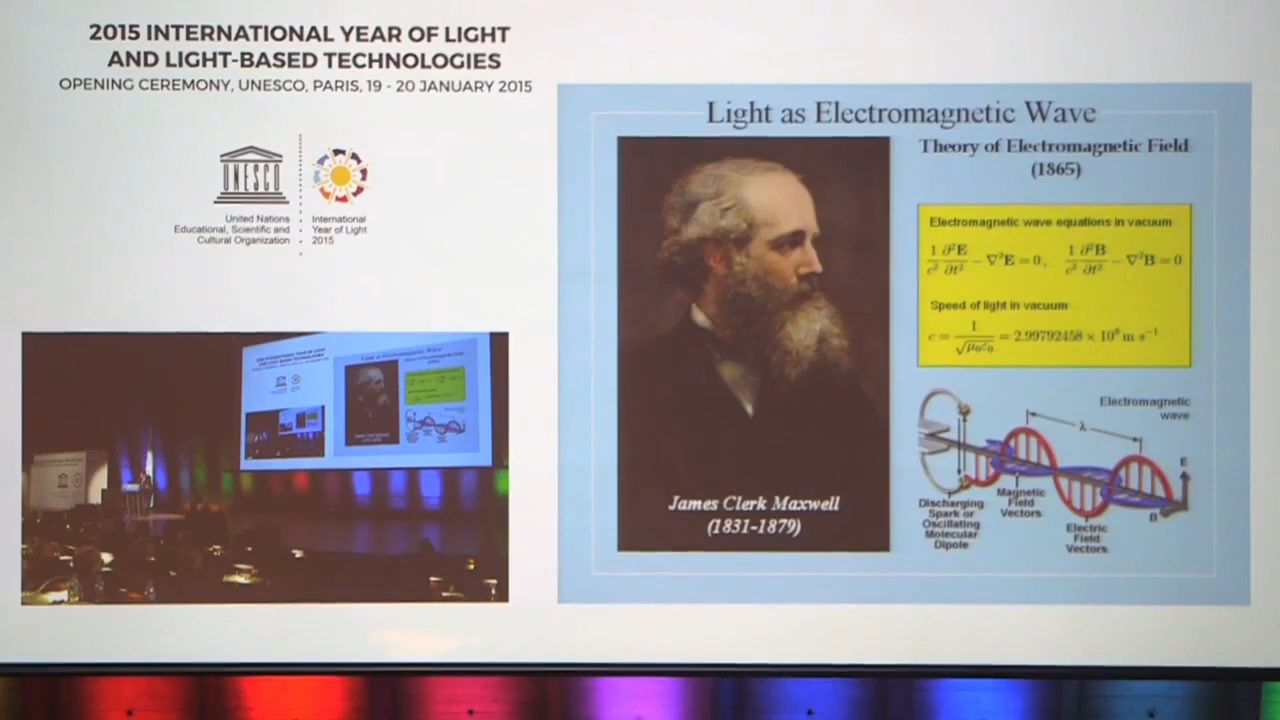 2015 INTERNATIONAL YEAR OF LIGHT
AND LIGHT-BASED TECHNOLOGIES
OPENING CEREMONY, UNESCO, PARIS, 19 - 20 JANUARY 2015
UNESCO
United Nations
Educational, Scientific and
Cultural Organization
International
Year of Light
2015
Light as Electromagnetic Wave
James Clerk Maxwell
(1831-1879)
Theory of Electromagnetic Field
(1865)
Electromagnetic wave equations in vacuum
1/c² ∂²E/∂t² − ∇²E = 0, 1/c² ∂²B/∂t² − ∇²B = 0
Speed of light in vacuum
c = 1/√μ₀ε₀ = 2.99792458 × 10⁸ m s⁻¹
Electromagnetic
wave
λ
E
B
Discharging
Spark or
Oscillating
Molecular
Dipole
Magnetic
Field
Vectors
Electric
Field
Vectors
Light as Electromagnetic Wave